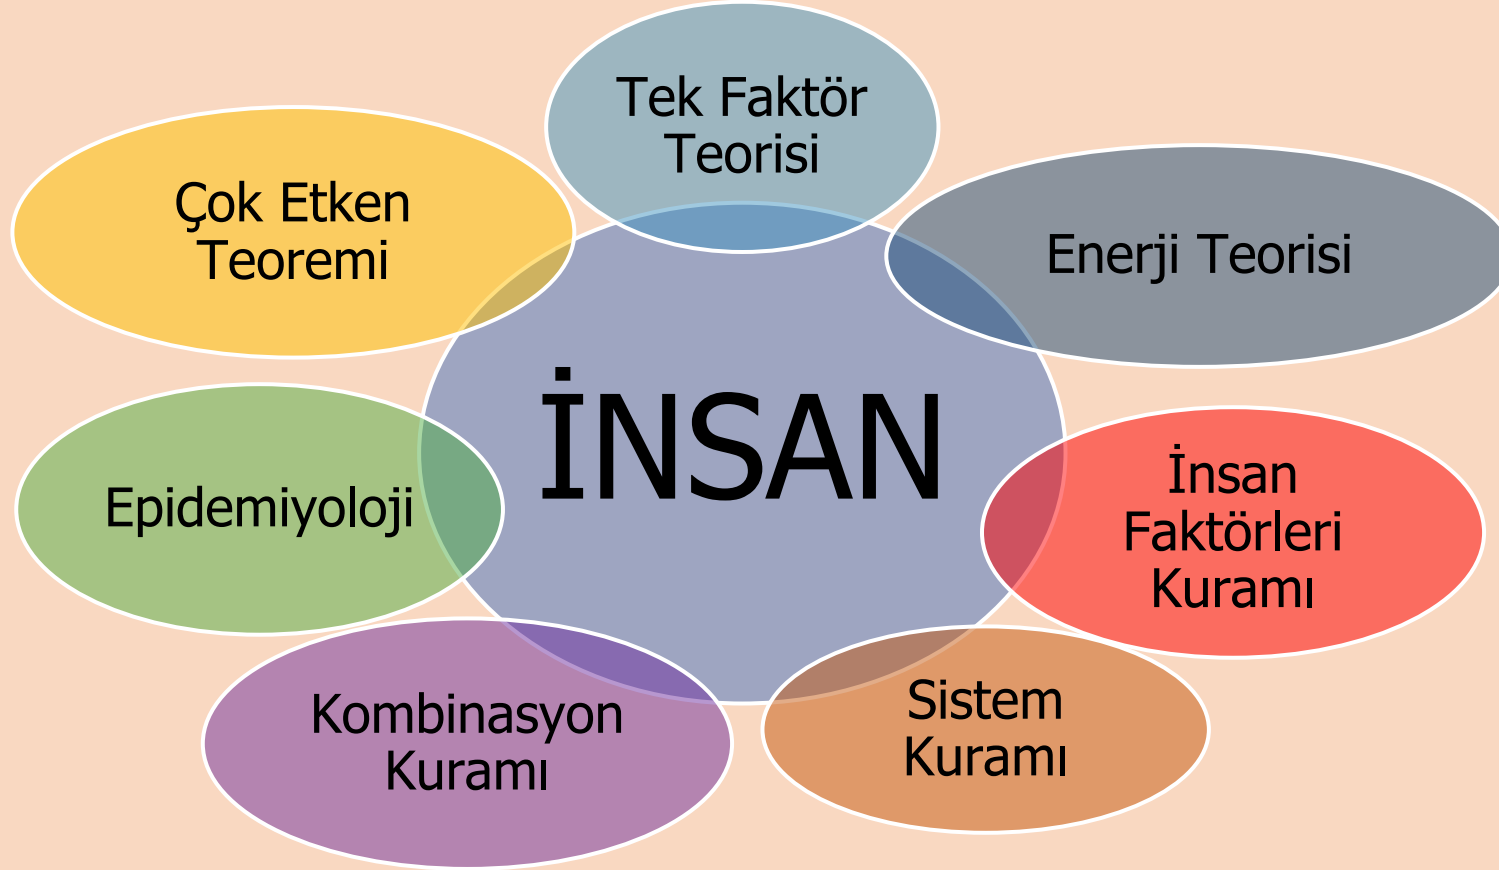 Tek Faktör
Teorisi
Çok Etken
Teoremi
Enerji Teorisi
İNSAN
İnsan
Faktörleri
Kuramı
Epidemiyoloji
Sistem
Kuramı
Kombinasyon
Kuramı